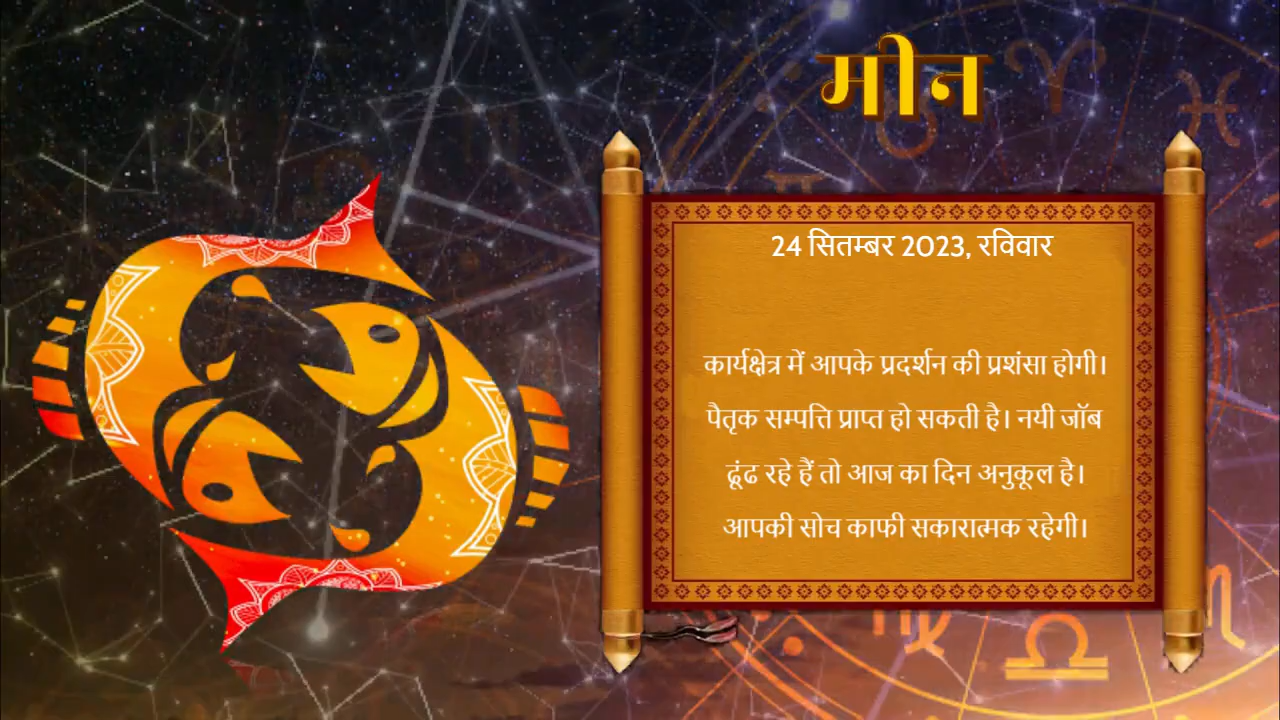 मीन
24 सितम्बर 2023, रविवार
कार्यक्षेत्र में आपके प्रदर्शन की प्रशंसा होगी।
पैतृक सम्पत्ति प्राप्त हो सकती है। नयी जॉब
ढूंढ रहे हैं तो आज का दिन अनुकूल है।
आपकी सोच काफी सकारात्मक रहेगी।